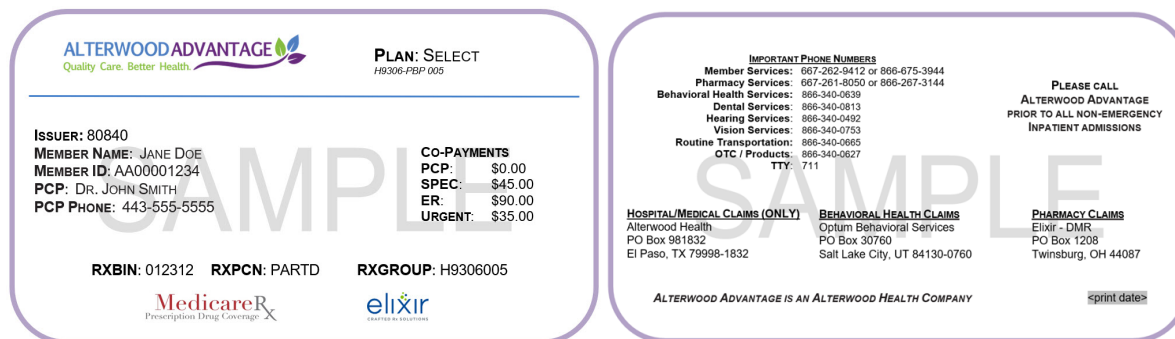 ALTERWOOD ADVANTAGE
Quality Care. Better Health.
PLAN: SELECT
H9306-PBP 005
ISSUER: 80840
MEMBER NAME: JANE DOE
MEMBER ID: AA00001234
PCP: DR. JOHN SMITH
PCP PHONE: 443-555-5555
CO-PAYMENTS
PCP: $0.00
SPEC: $45.00
ER: $90.00
URGENT: $35.00
SAMPLE
RXBIN: 012312 RXPCN: PARTD RXGROUP: H9306005
MedicareRx
Prescription Drug Coverage
elixir
CRAFTED Rx SOLUTIONS
IMPORTANT PHONE NUMBERS
Member Services: 667-262-9412 or 866-675-3944
Pharmacy Services: 667-261-8050 or 866-267-3144
Behavioral Health Services: 866-340-0639
Dental Services: 866-340-0813
Hearing Services: 866-340-0492
Vision Services: 866-340-0753
Routine Transportation: 866-340-0665
OTC / Products: 866-340-0627
TTY: 711
PLEASE CALL
ALTERWOOD ADVANTAGE
PRIOR TO ALL NON-EMERGENCY
INPATIENT ADMISSIONS
SAMPLE
HOSPITAL/MEDICAL CLAIMS (ONLY)
Alterwood Health
PO Box 981832
El Paso, TX 79998-1832
BEHAVIORAL HEALTH CLAIMS
Optum Behavioral Services
PO Box 30760
Salt Lake City, UT 84130-0760
PHARMACY CLAIMS
Elixir - DMR
PO Box 1208
Twinsburg, OH 44087
ALTERWOOD ADVANTAGE IS AN ALTERWOOD HEALTH COMPANY
<print date>